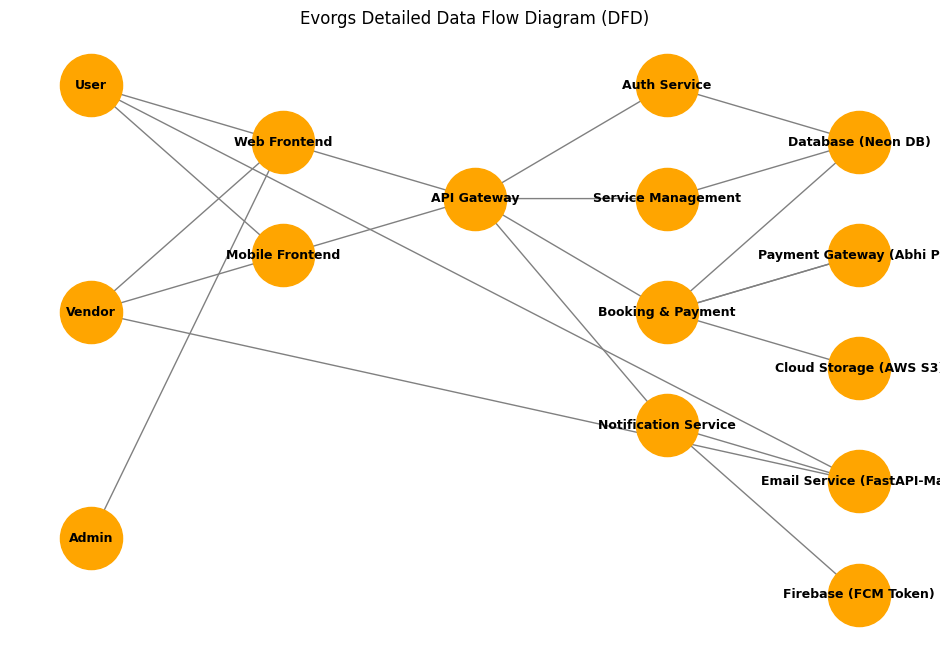 Evorgs Detailed Data Flow Diagram (DFD)
User
Auth Service
Web Frontend
Database (Neon DB)
API Gateway
Service Management
Mobile Frontend
Payment Gateway (Abhi P
Vendor
Booking & Payment
Cloud Storage (AWS S3)
Notification Service
Email Service (FastAPI-Ma
Admin
Firebase (FCM Token)